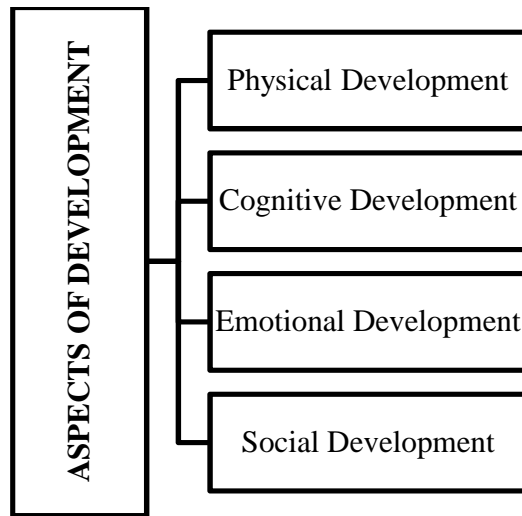 ASPECTS OF DEVELOPMENT
Physical Development
Cognitive Development
Emotional Development
Social Development